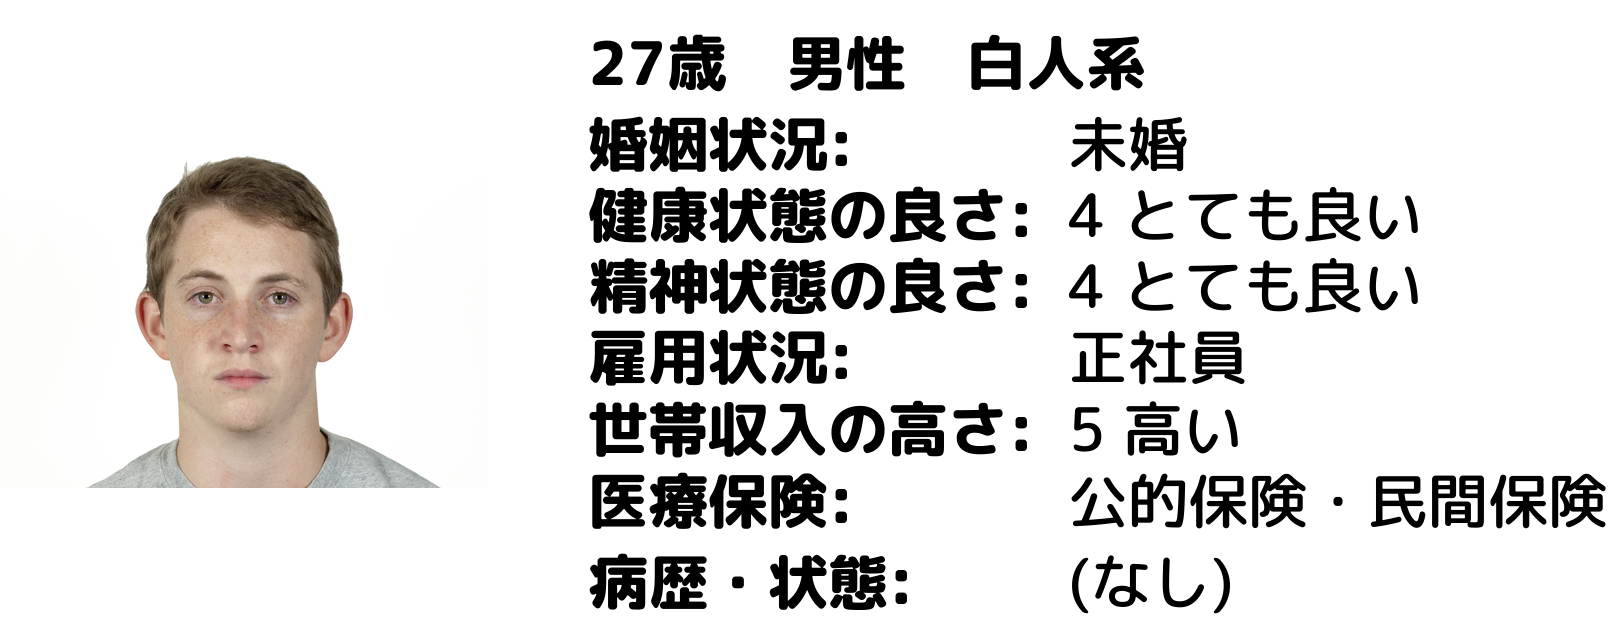 27歳　男性　白人系
婚姻状況: 未婚
健康状態の良さ: 4 とても良い
精神状態の良さ: 4 とても良い
雇用状況: 正社員
世帯収入の高さ: 5 高い
医療保険: 公的保険・民間保険
病歴・状態: (なし)